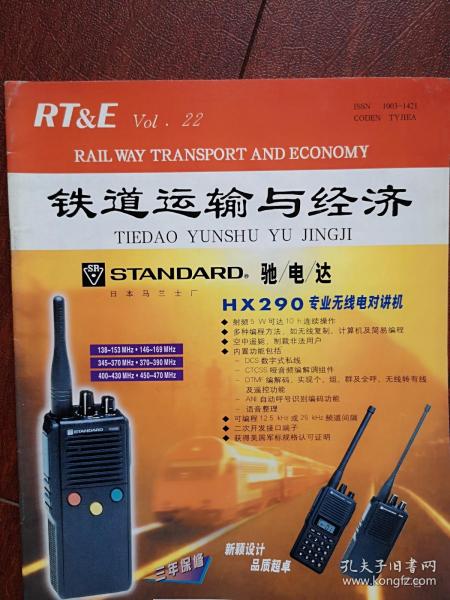 RT&E Vol. 22
ISSN 1003-1421
CODEN TYJIEA
RAILWAY TRANSPORT AND ECONOMY
铁道运输与经济
TIEDAO YUNSHU YU JINGJI
SR STANDARD® 驰/电/达
日本马兰士厂
HX290 专业无线电对讲机
◆ 射频5 W可达10 h连续操作
◆ 多种编程方法，如无线复制、计算机及简易编程
◆ 空中遥毙，制裁非法用户
◆ 内置功能包括
- DCS数字式私线
- CTCSS哑音频编解调组件
- DTMF编解码，实现个、组、群及全呼，无线转有线
及遥控功能
- ANI自动呼号识别编码功能
- 语音整理
◆ 可编程12.5 kHz或25 kHz频道间隔
◆ 二次开发接口端子
◆ 获得美国军标规格认可证明
138-153 MHz • 146-169 MHz
345-370 MHz • 370-390 MHz
400-430 MHz • 450-470 MHz
STANDARD
三年保修
新颖设计
品质超卓
孔夫子旧书网
kongfz.com